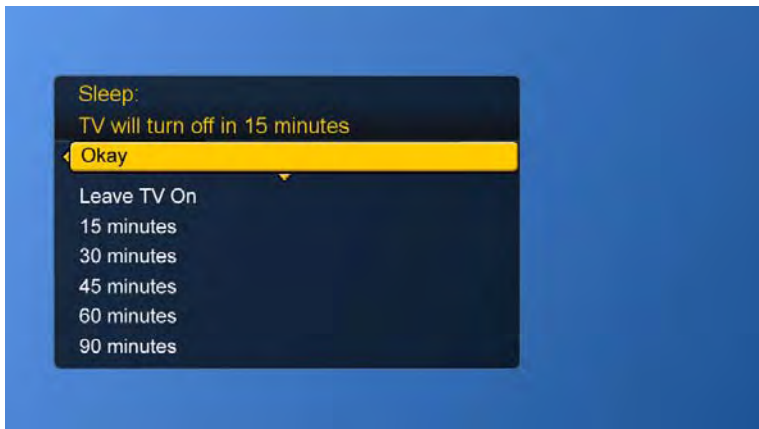 Sleep:
TV will turn off in 15 minutes
Okay
Leave TV On
15 minutes
30 minutes
45 minutes
60 minutes
90 minutes